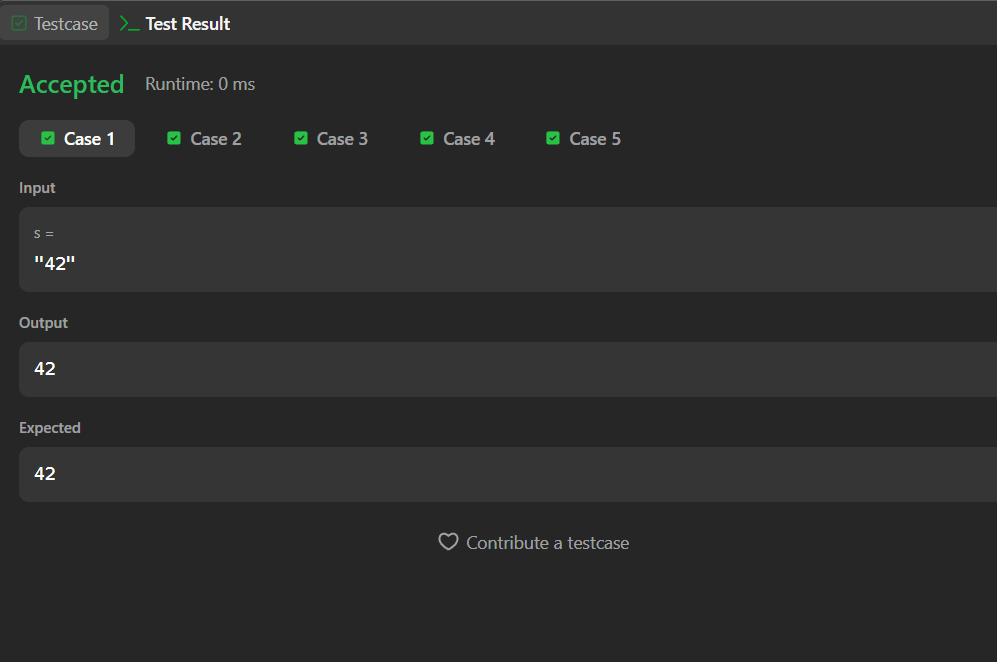 Testcase >_ Test Result
Accepted Runtime: 0 ms
Case 1 Case 2 Case 3 Case 4 Case 5
Input
s =
"42"
Output
42
Expected
42
Contribute a testcase